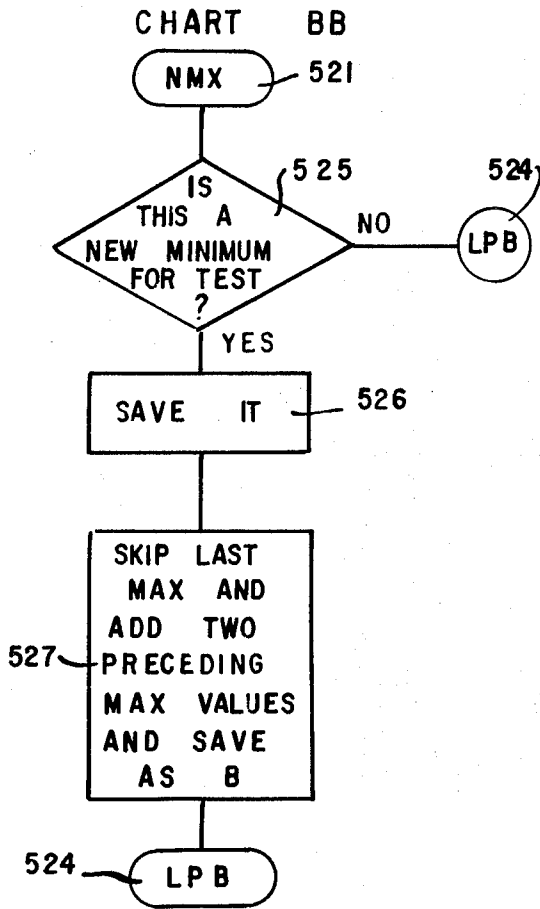 CHART BB
NMX 521
IS 525
THIS A
NEW MINIMUM
FOR TEST
?
NO
524
LPB
YES
SAVE IT 526
SKIP LAST
MAX AND
ADD TWO
527 PRECEDING
MAX VALUES
AND SAVE
AS B
524 LPB